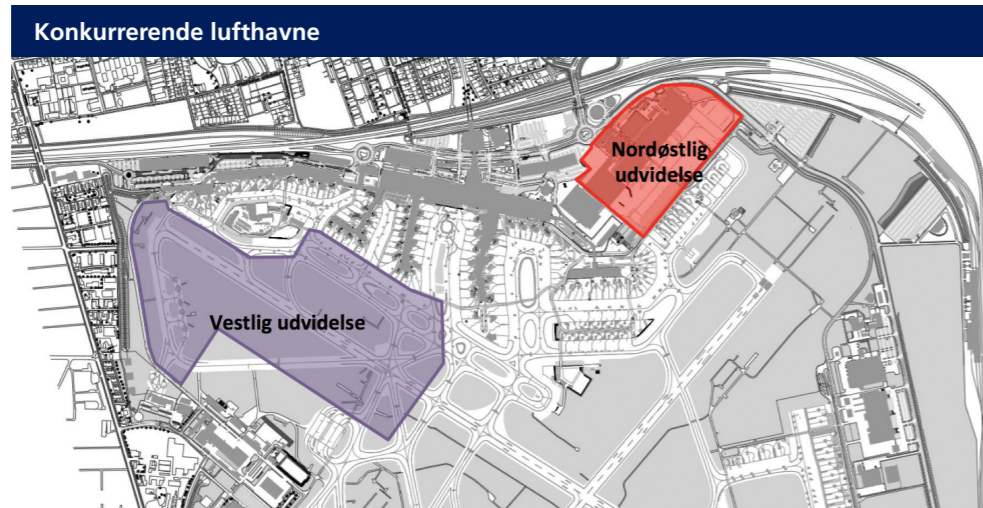 Konkurrerende lufthavne
Nordøstlig
udvidelse
Vestlig udvidelse